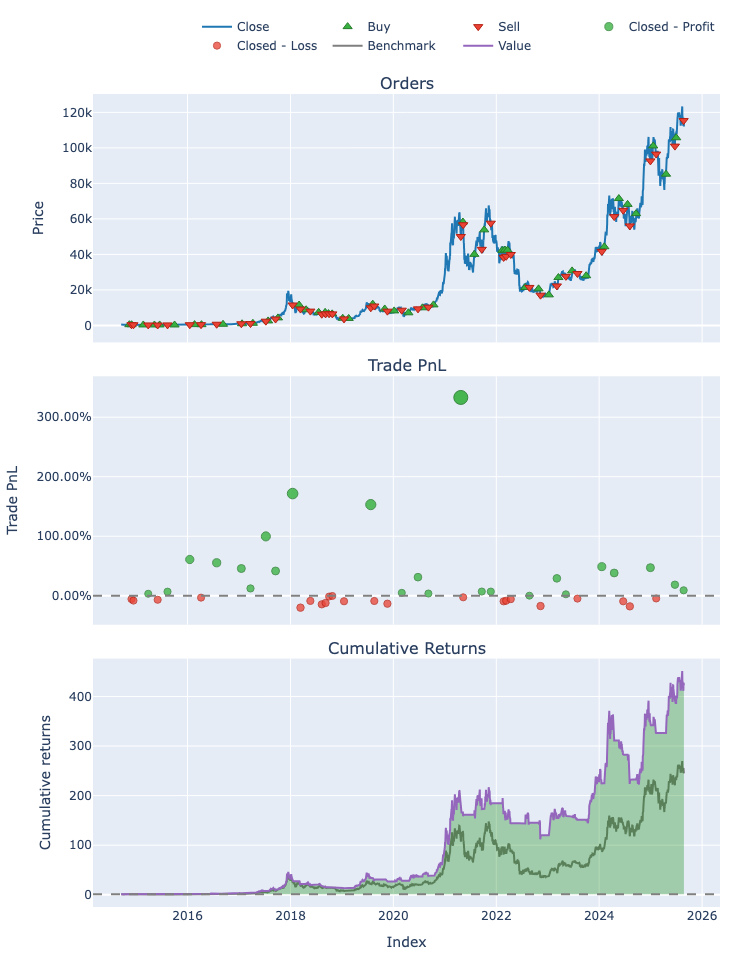 Close Buy Sell Closed - Profit
Closed - Loss Benchmark Value
Orders
120k
100k
80k
60k
40k
20k
0
Price
Trade PnL
300.00%
200.00%
100.00%
0.00%
Trade PnL
Cumulative Returns
400
300
200
100
0
Cumulative returns
2016 2018 2020 2022 2024 2026
Index